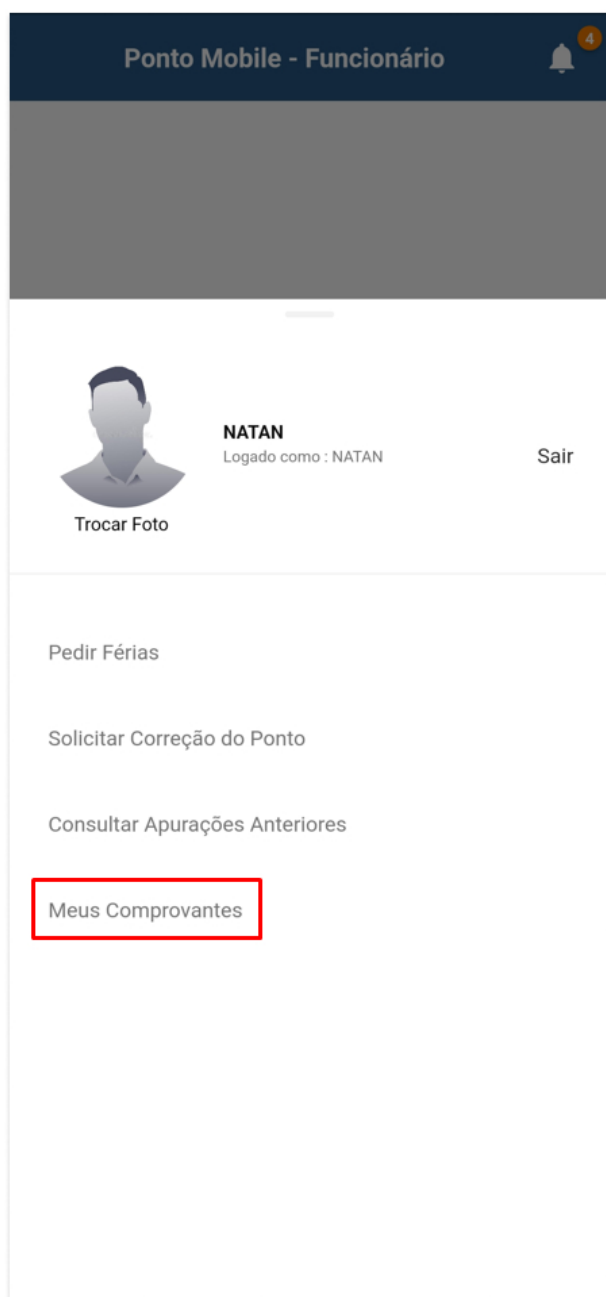 Ponto Mobile - Funcionário
4
NATAN
Logado como : NATAN
Sair
Trocar Foto
Pedir Férias
Solicitar Correção do Ponto
Consultar Apurações Anteriores
Meus Comprovantes